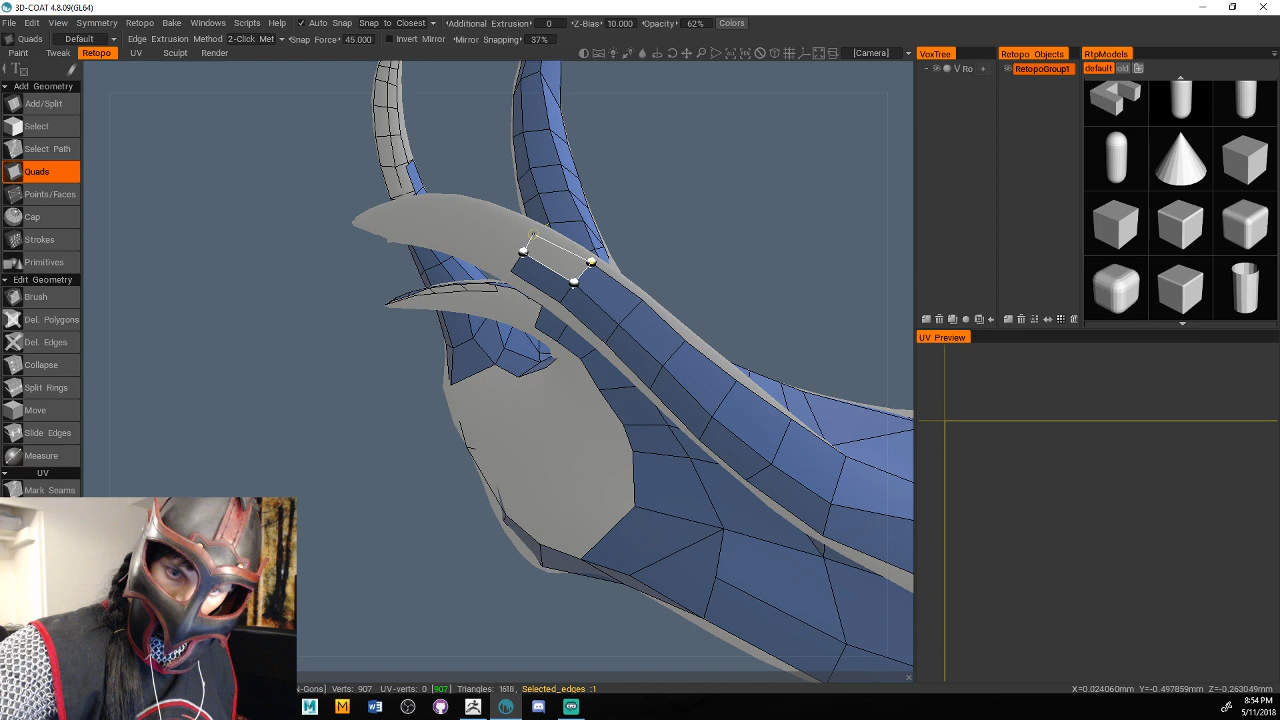 3D-COAT 4.8.09(GL64)
File Edit View Symmetry Retopo Bake Windows Scripts Help Auto Snap Snap to Closest Additional Extrusion 0 Z-Bias 10.000 Opacity 62% Colors
Quads Default Edge Extrusion Method 2-Click Met Snap Force 45.000 Invert Mirror Mirror Snapping 37%
Paint Tweak Retopo UV Sculpt Render [Camera] VoxTree Retopo Objects RtpModels
V Ro + RetopoGroup1 default old
Add Geometry
Add/Split
Select
Select Path
Quads
Points/Faces
Cap
Strokes
Primitives
Edit Geometry
Brush
Del. Polygons
Del. Edges
Collapse
Split Rings
Move
Slide Edges
Measure
UV
Mark Seams
UV Preview
N-Gons] Verts: 907 UV-verts: 0 [907] Triangles: 1618 Selected_edges :1 X=0.024060mm Y=-0.497859mm Z=-0.263049mm
8:54 PM
5/11/2018